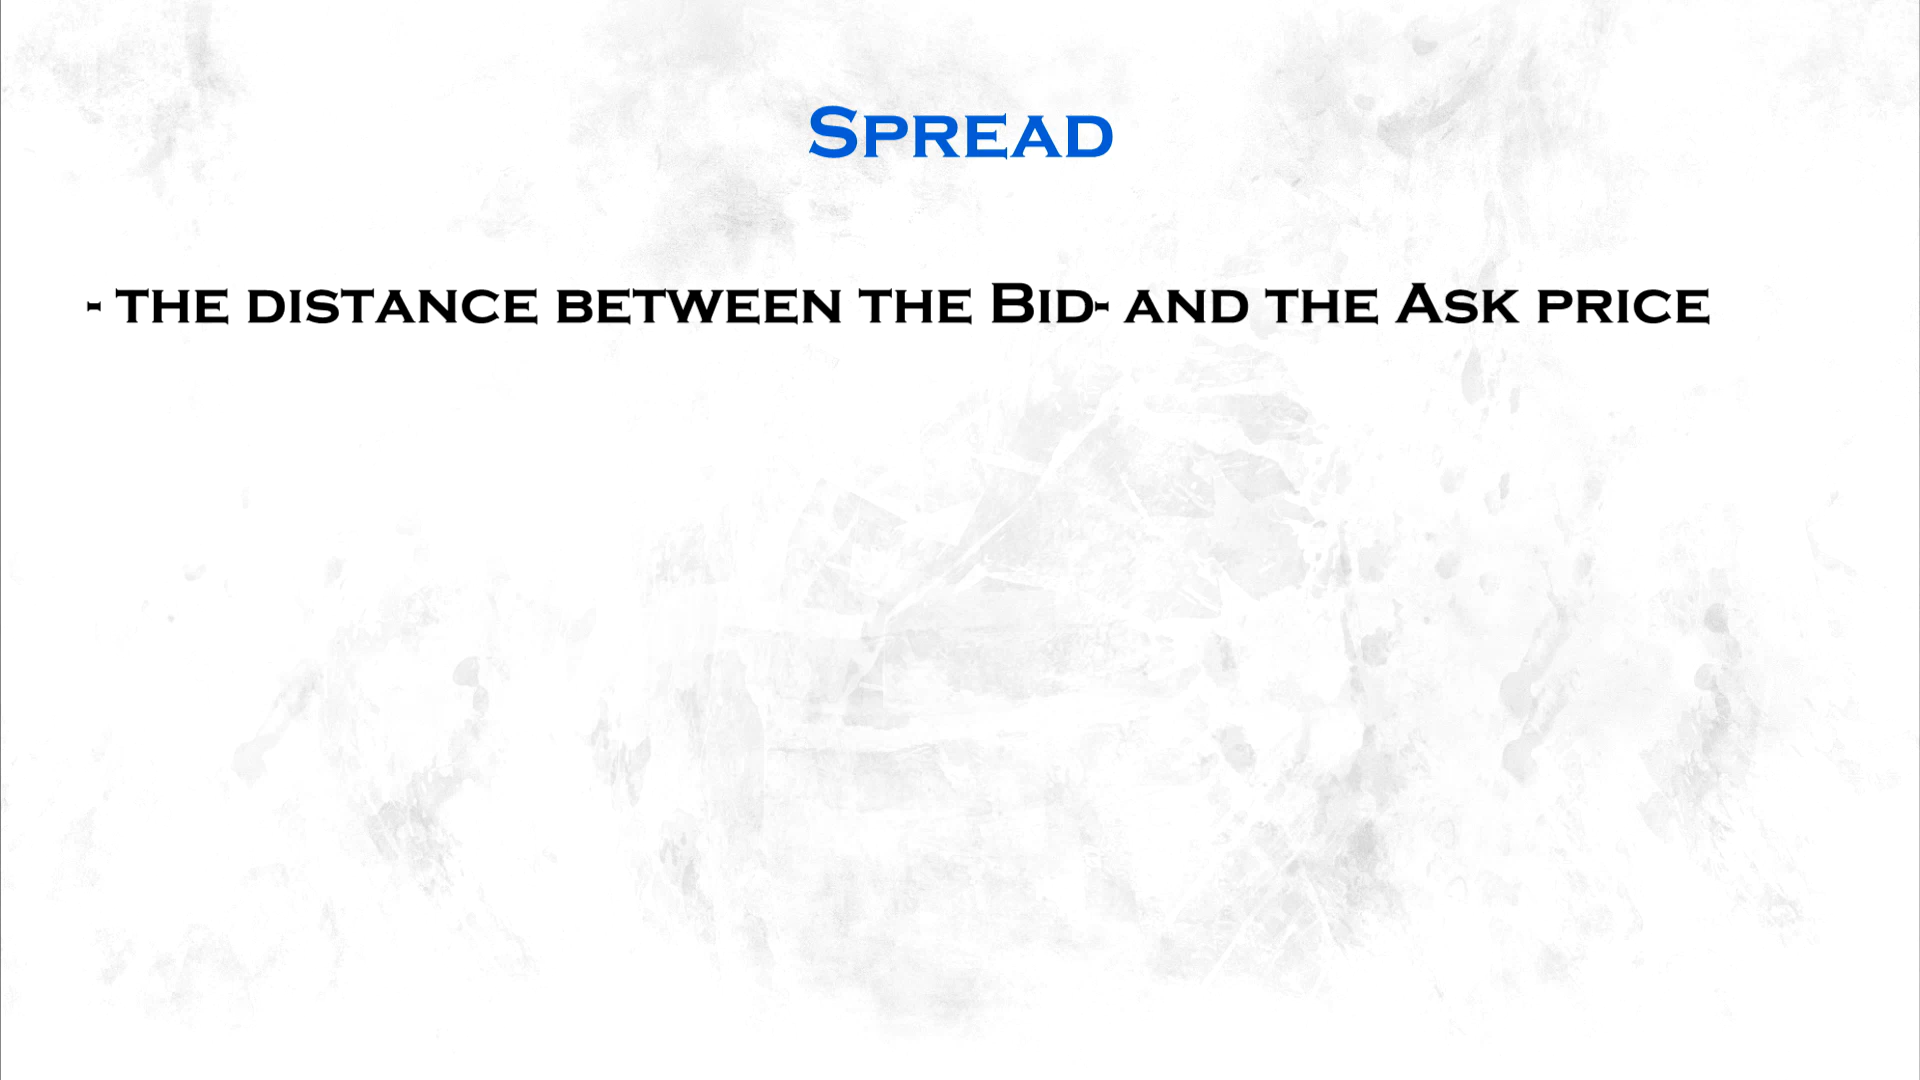 Spread
- the distance between the Bid- and the Ask price